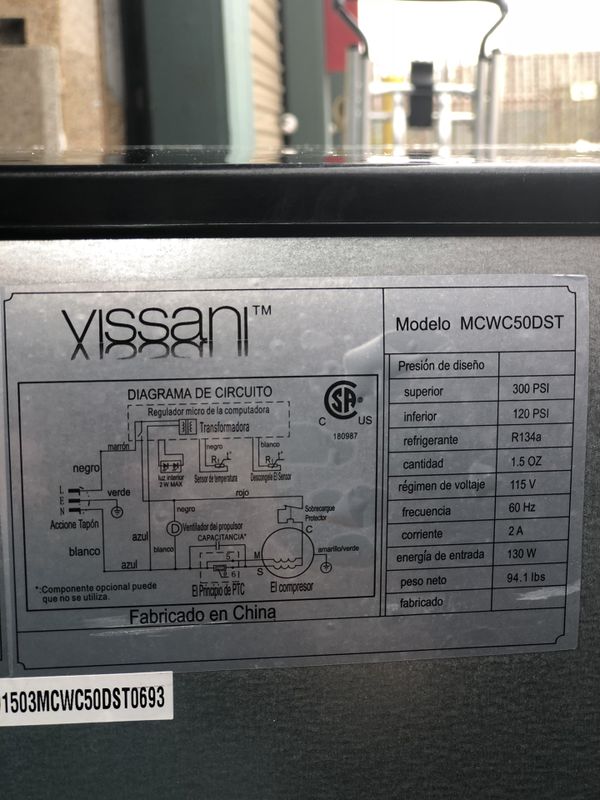 VISSANI™
Modelo MCWC50DST
DIAGRAMA DE CIRCUITO
Regulador micro de la computadora
Transformadora
C US
180987
marrón
negro
blanco
negro
luz interior
2 W MAX
Sensor de temperatura
Descongele El Sensor
L
E
N
verde
rojo
Accione Tapón
negro
azul
blanco
Ventilador del propulsor
Sobrecargue
Protector
CAPACITANCIA*
blanco
azul
C
M
S
amarillo/verde
El Principio de PTC
El compresor
*:Componente opcional puede
que no se utiliza.
Fabricado en China
Presión de diseño
superior 300 PSI
inferior 120 PSI
refrigerante R134a
cantidad 1.5 OZ
régimen de voltaje 115 V
frecuencia 60 Hz
corriente 2 A
energía de entrada 130 W
peso neto 94.1 lbs
fabricado
1503MCWC50DST0693